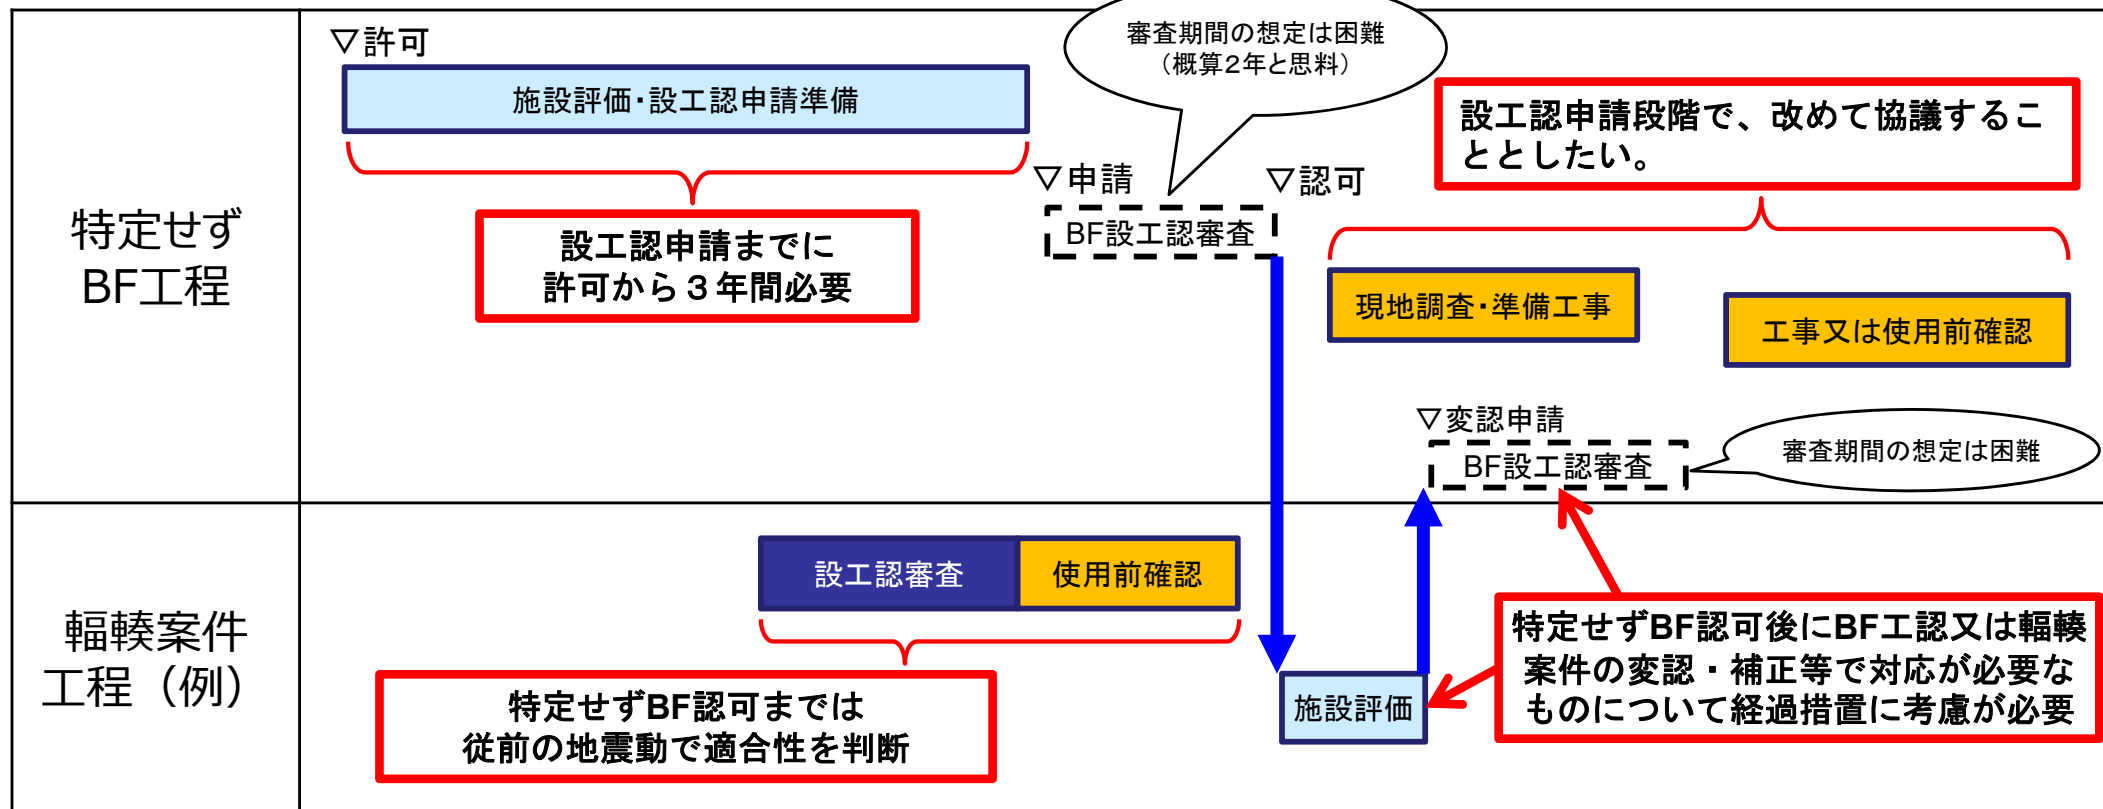 特定せず
BF工程
▽許可
施設評価・設工認申請準備
設工認申請までに
許可から３年間必要
審査期間の想定は困難
（概算2年と思料）
▽申請
▽認可
BF設工認審査
設工認申請段階で、改めて協議するこ
ととしたい。
現地調査・準備工事
工事又は使用前確認
▽変認申請
BF設工認審査
審査期間の想定は困難
輻輳案件
工程（例）
設工認審査
使用前確認
特定せずBF認可までは
従前の地震動で適合性を判断
施設評価
特定せずBF認可後にBF工認又は輻輳
案件の変認・補正等で対応が必要な
ものについて経過措置に考慮が必要